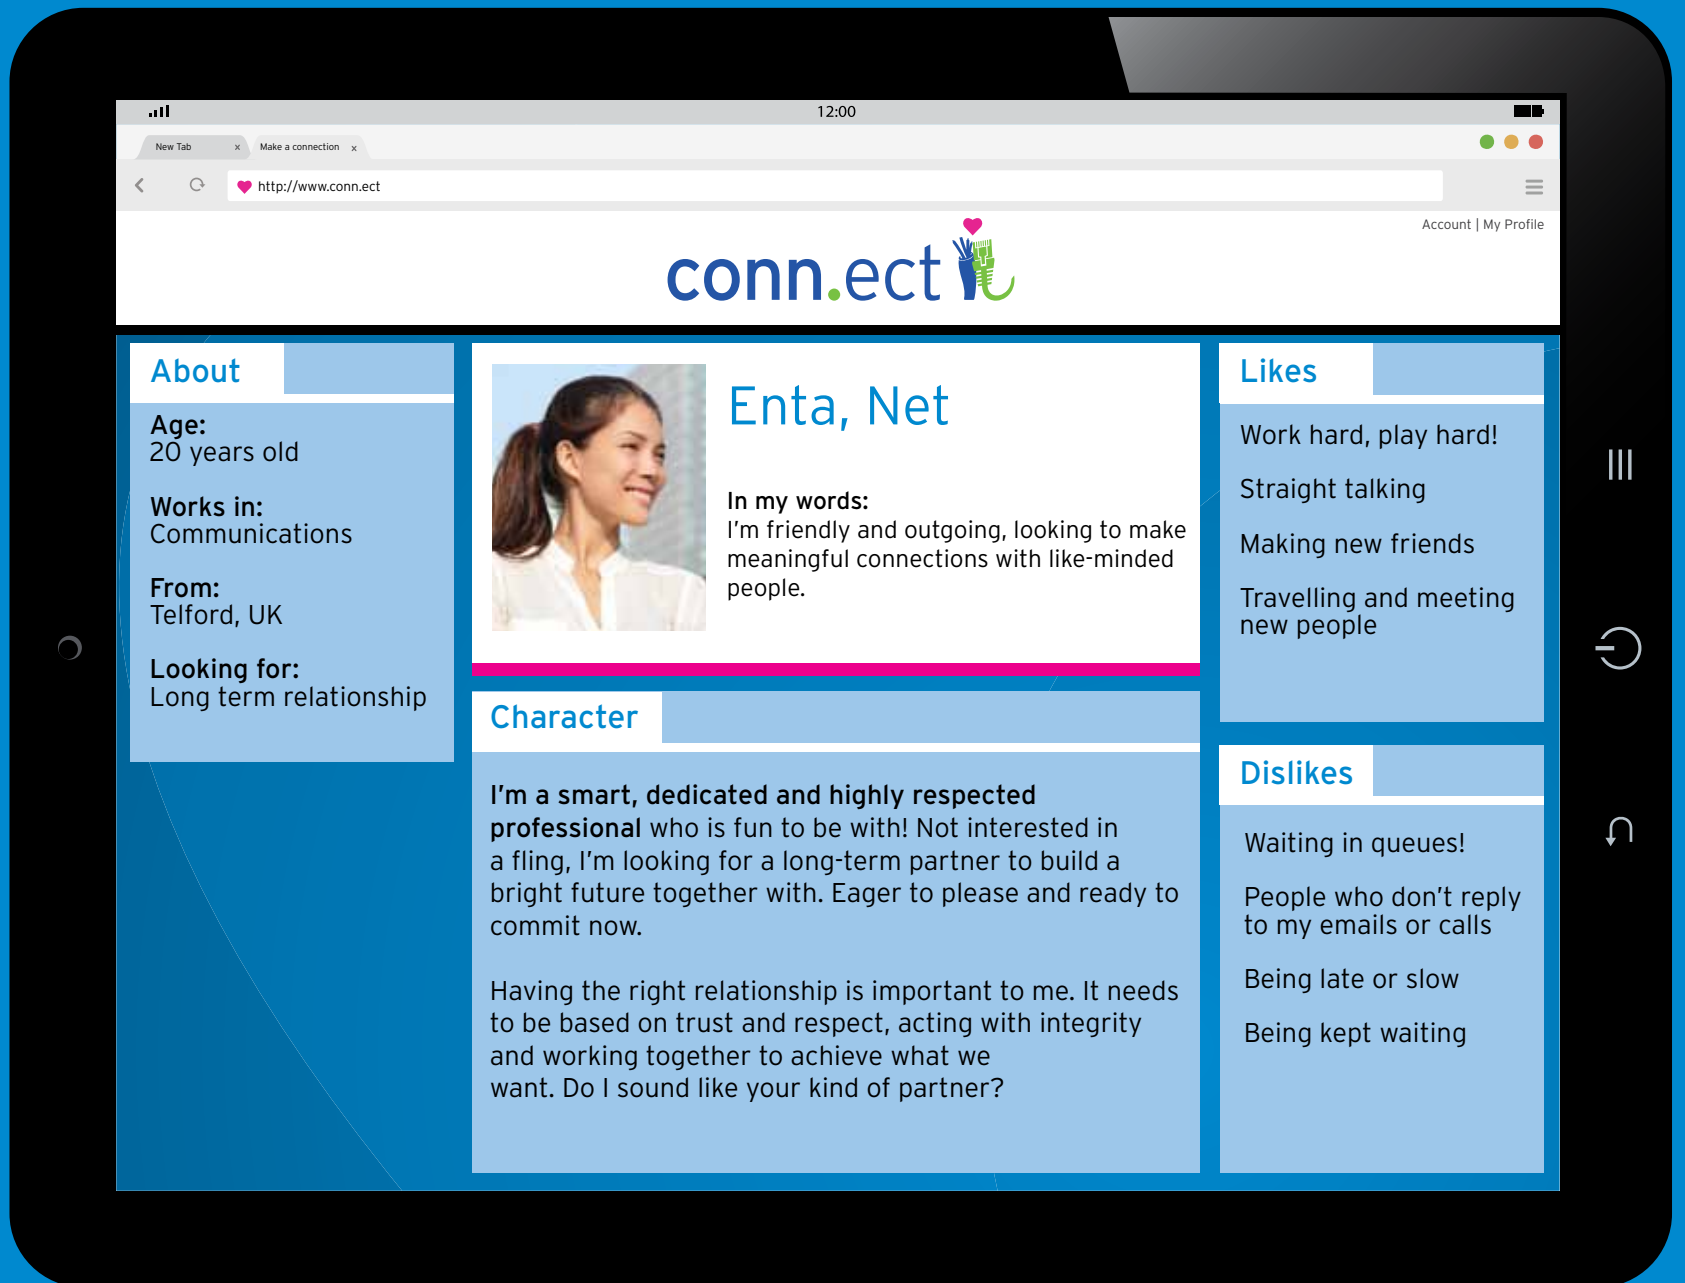 12:00
New Tab x
Make a connection x
http://www.conn.ect
Account | My Profile
conn.ect
About
Age:
20 years old
Works in:
Communications
From:
Telford, UK
Looking for:
Long term relationship
Enta, Net
In my words:
I'm friendly and outgoing, looking to make
meaningful connections with like-minded
people.
Character
I'm a smart, dedicated and highly respected
professional who is fun to be with! Not interested in
a fling, I'm looking for a long-term partner to build a
bright future together with. Eager to please and ready to
commit now.
Having the right relationship is important to me. It needs
to be based on trust and respect, acting with integrity
and working together to achieve what we
want. Do I sound like your kind of partner?
Likes
Work hard, play hard!
Straight talking
Making new friends
Travelling and meeting
new people
Dislikes
Waiting in queues!
People who don't reply
to my emails or calls
Being late or slow
Being kept waiting